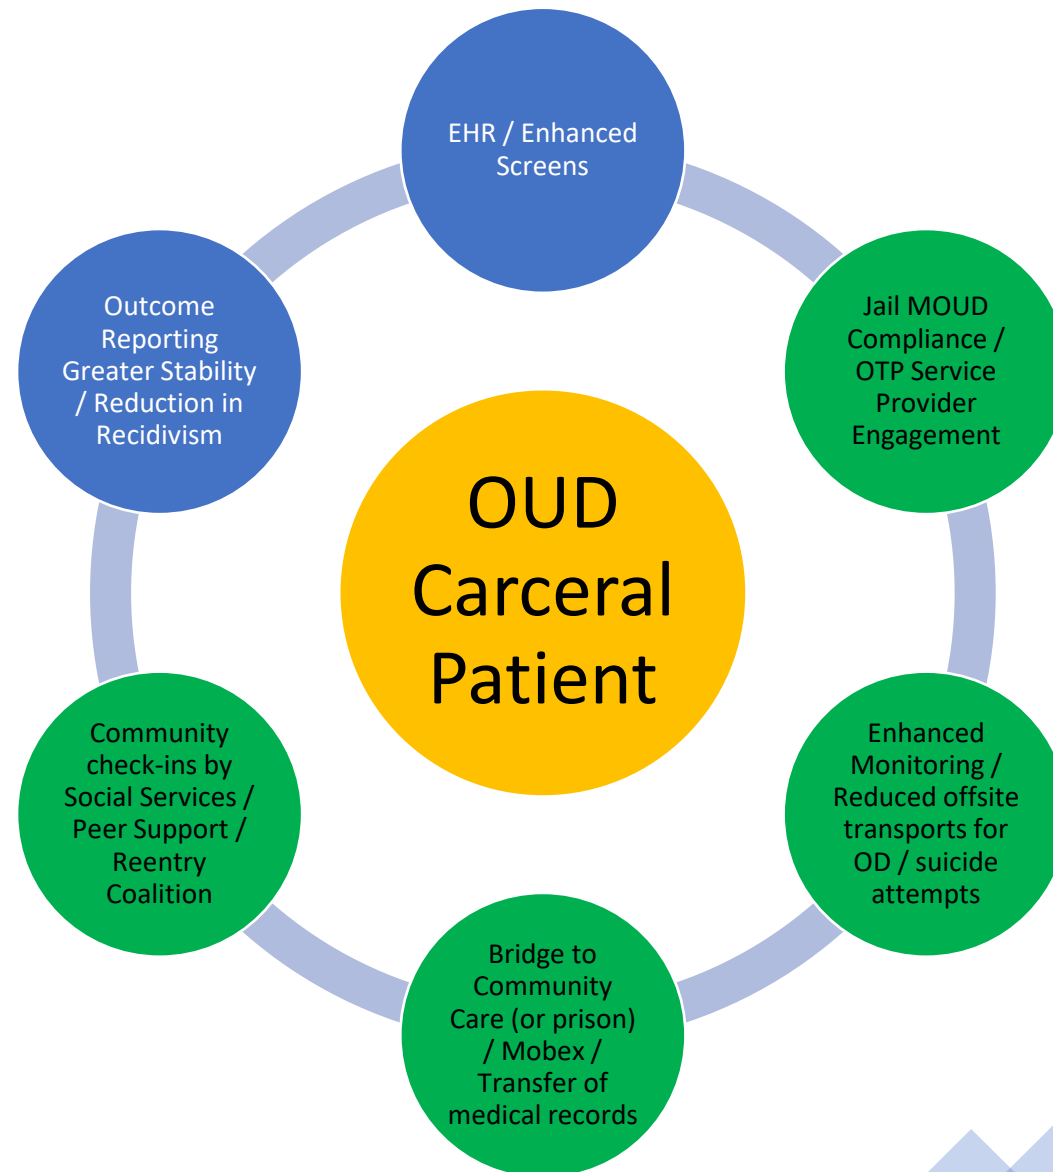 EHR / Enhanced
Screens
Jail MOUD
Compliance /
OTP Service
Provider
Engagement
Enhanced
Monitoring /
Reduced offsite
transports for
OD / suicide
attempts
Bridge to
Community
Care (or prison)
/ Mobex /
Transfer of
medical records
Community
check-ins by
Social Services /
Peer Support /
Reentry
Coalition
Outcome
Reporting
Greater Stability
/ Reduction in
Recidivism
OUD
Carceral
Patient